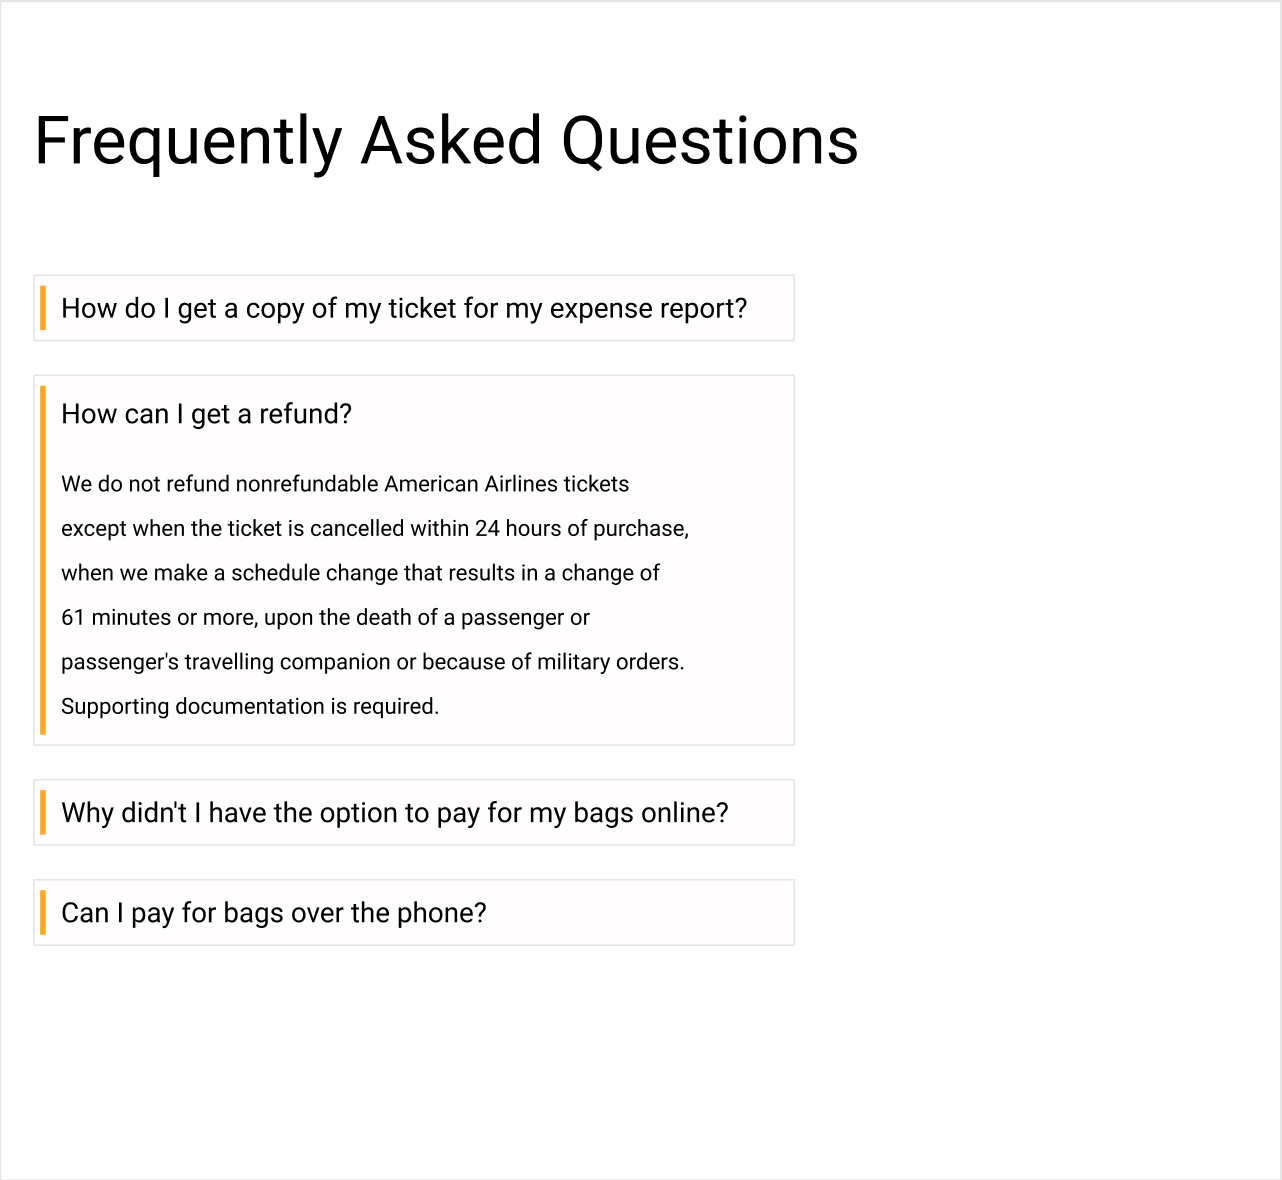 Frequently Asked Questions
How do I get a copy of my ticket for my expense report?
How can I get a refund?
We do not refund nonrefundable American Airlines tickets
except when the ticket is cancelled within 24 hours of purchase,
when we make a schedule change that results in a change of
61 minutes or more, upon the death of a passenger or
passenger's travelling companion or because of military orders.
Supporting documentation is required.
Why didn't I have the option to pay for my bags online?
Can I pay for bags over the phone?